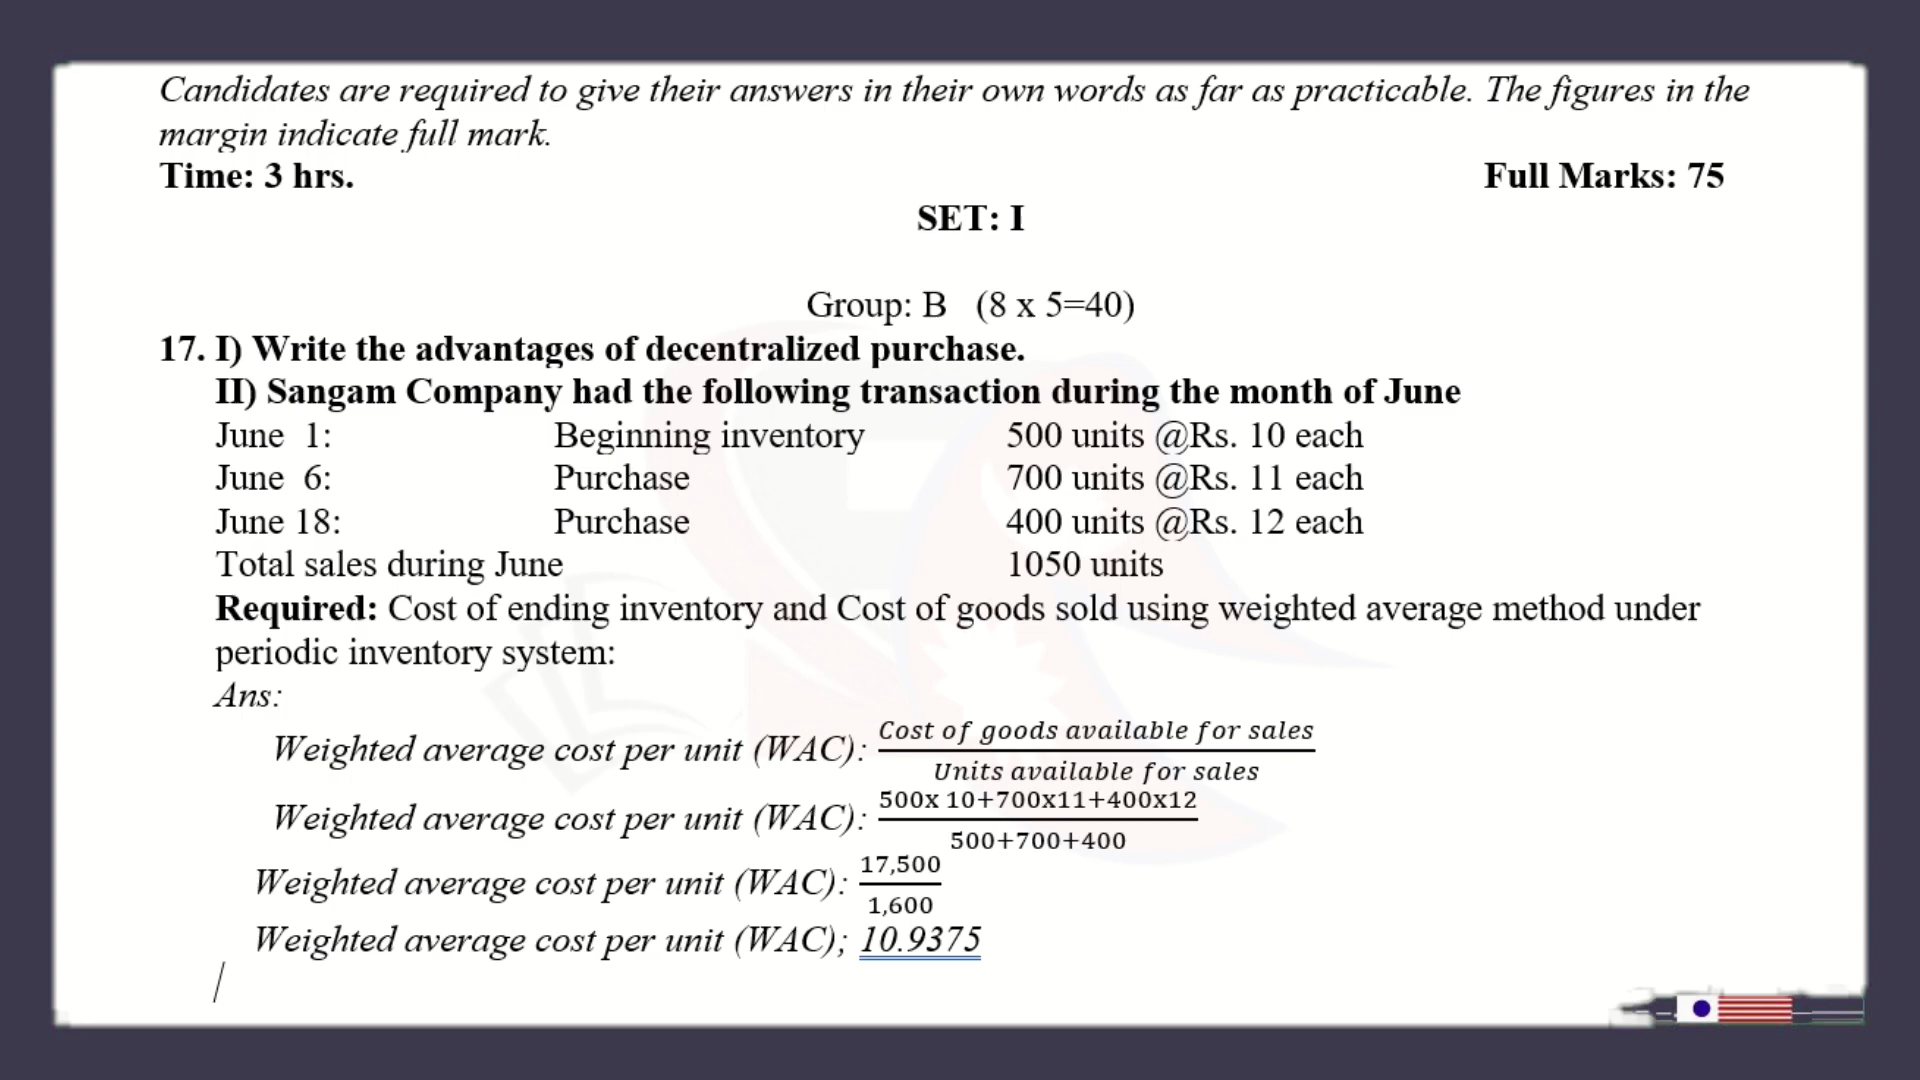 Candidates are required to give their answers in their own words as far as practicable. The figures in the
margin indicate full mark.
Time: 3 hrs. Full Marks: 75
SET: I
Group: B (8 x 5=40)
17. I) Write the advantages of decentralized purchase.
II) Sangam Company had the following transaction during the month of June
June 1: Beginning inventory 500 units @Rs. 10 each
June 6: Purchase 700 units @Rs. 11 each
June 18: Purchase 400 units @Rs. 12 each
Total sales during June 1050 units
Required: Cost of ending inventory and Cost of goods sold using weighted average method under
periodic inventory system:
Ans:
Weighted average cost per unit (WAC): Cost of goods available for sales
Units available for sales
Weighted average cost per unit (WAC): 500x 10+700x11+400x12
500+700+400
Weighted average cost per unit (WAC): 17,500
1,600
Weighted average cost per unit (WAC); 10.9375